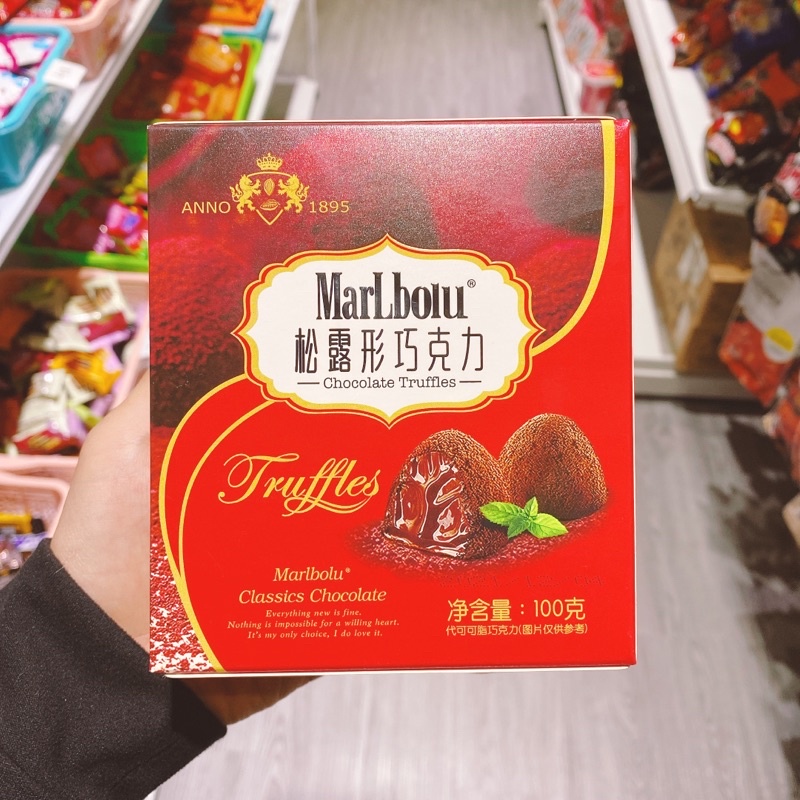 ANNO 1895
MarLbolu®
松露形巧克力
Chocolate Truffles
Truffles
Marlbolu®
Classics Chocolate
Everything new is fine,
Nothing is impossible for a willing heart.
It's my only choice, I do love it.
净含量：100克
代可可脂巧克力(图片仅供参考)